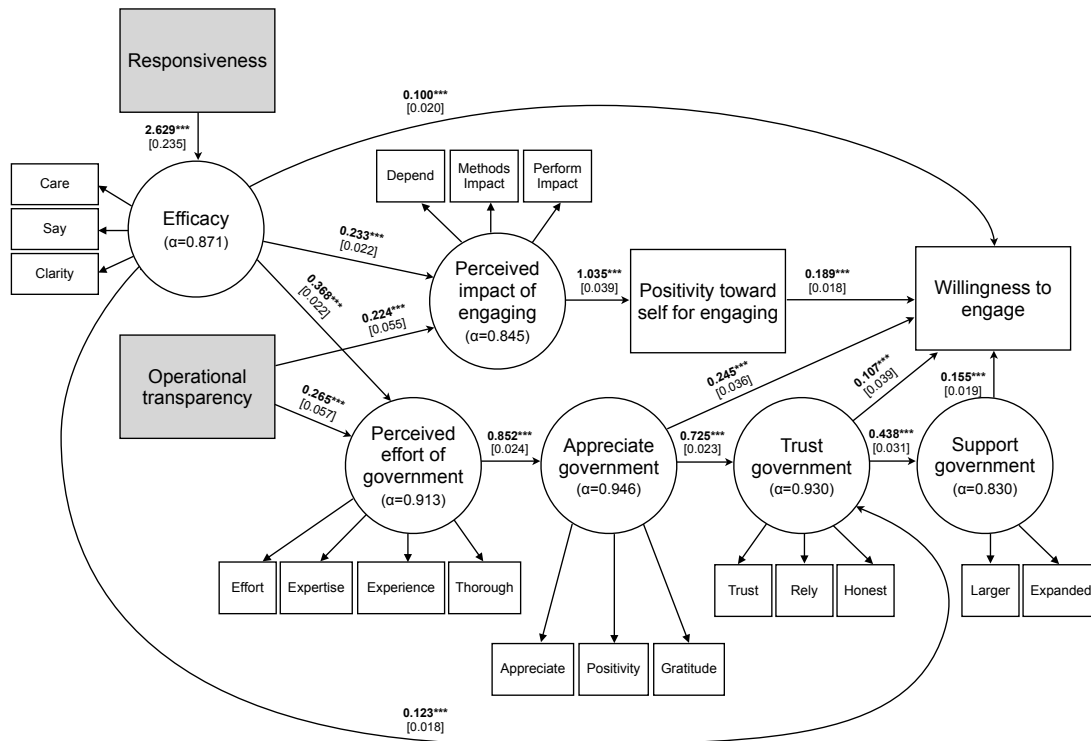 Responsiveness
2.629***
[0.235]
0.100***
[0.020]
Care
Say
Clarity
Efficacy
(α=0.871)
Depend
Methods
Impact
Perform
Impact
0.233***
[0.022]
0.368***
[0.022]
0.224***
[0.055]
Perceived
impact of
engaging
(α=0.845)
1.035***
[0.039]
Positivity toward
self for engaging
0.189***
[0.018]
Willingness to
engage
Operational
transparency
0.265***
[0.057]
0.245***
[0.036]
0.107***
[0.039]
0.155***
[0.019]
Perceived
effort of
government
(α=0.913)
0.852***
[0.024]
Appreciate
government
(α=0.946)
0.725***
[0.023]
Trust
government
(α=0.930)
0.438***
[0.031]
Support
government
(α=0.830)
Effort
Expertise
Experience
Thorough
Trust
Rely
Honest
Larger
Expanded
Appreciate
Positivity
Gratitude
0.123***
[0.018]